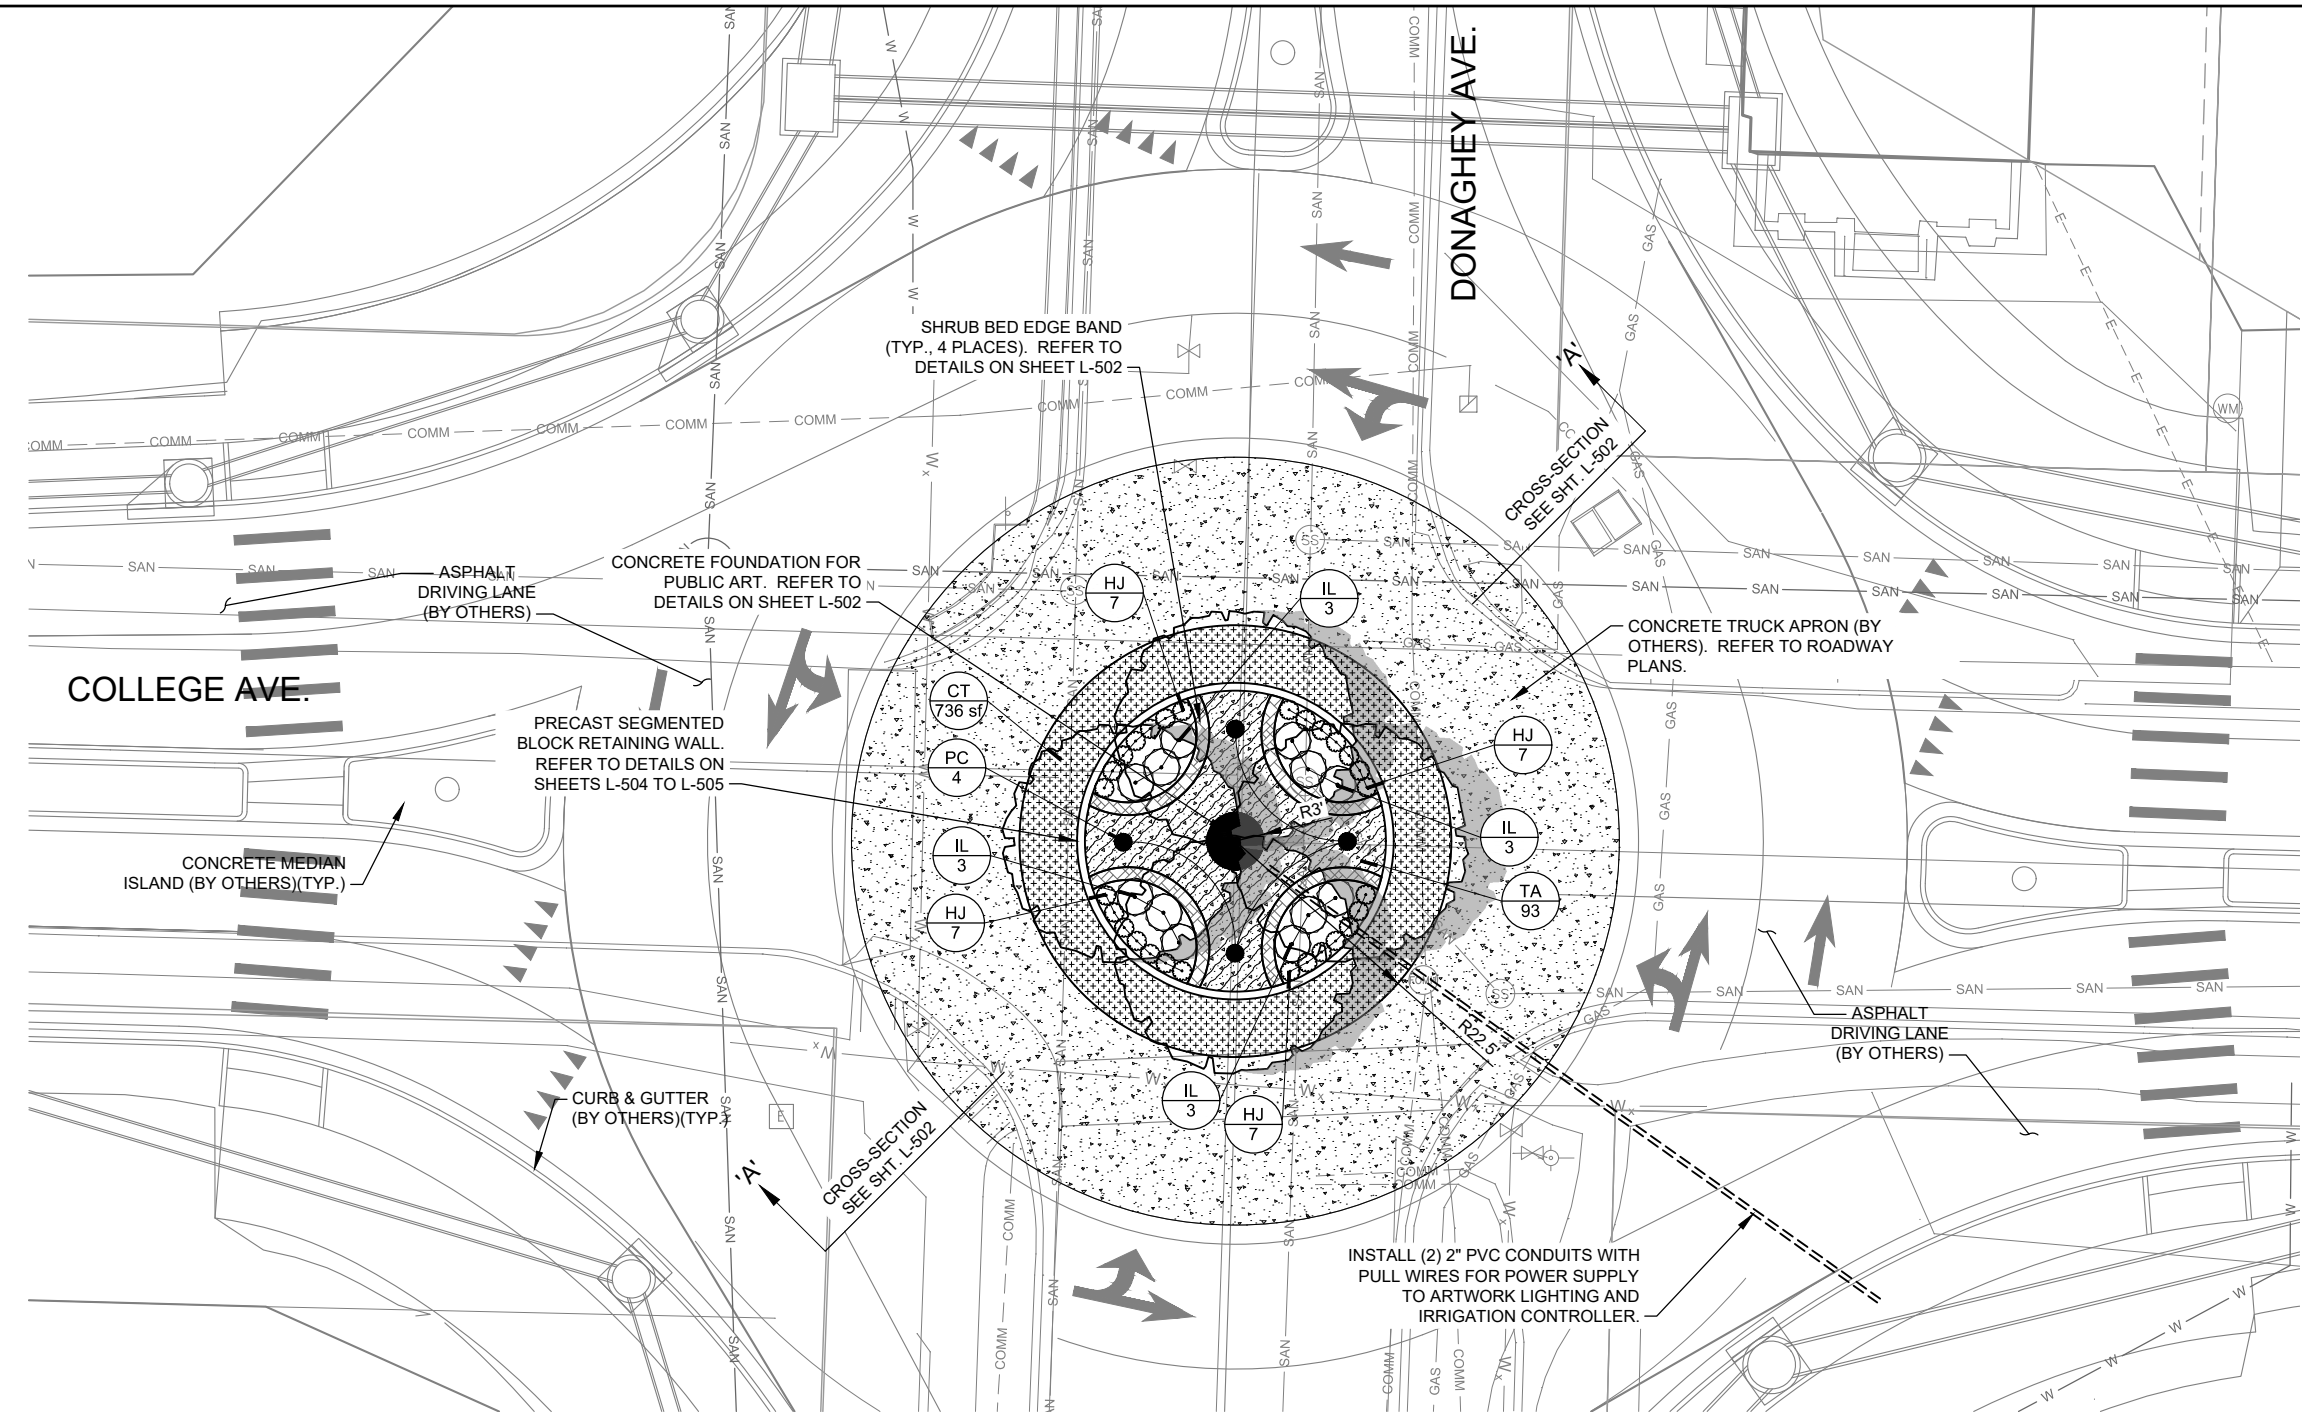 DONAGHEY AVE.
COLLEGE AVE.
SHRUB BED EDGE BAND
(TYP., 4 PLACES).  REFER TO
DETAILS ON SHEET L-502
'A'
CROSS-SECTION
SEE SHT. L-502
ASPHALT
DRIVING LANE
(BY OTHERS)
CONCRETE FOUNDATION FOR
PUBLIC ART.  REFER TO
DETAILS ON SHEET L-502
HJ
7
IL
3
CONCRETE TRUCK APRON (BY
OTHERS).  REFER TO ROADWAY
PLANS.
CT
736 sf
PRECAST SEGMENTED
BLOCK RETAINING WALL.
REFER TO DETAILS ON
SHEETS L-504 TO L-505
PC
4
HJ
7
R3'
IL
3
IL
3
CONCRETE MEDIAN
ISLAND (BY OTHERS)(TYP.)
HJ
7
TA
93
R22.5'
ASPHALT
DRIVING LANE
(BY OTHERS)
CURB & GUTTER
(BY OTHERS)(TYP.)
IL
3
HJ
7
'A'
CROSS-SECTION
SEE SHT. L-502
INSTALL (2) 2" PVC CONDUITS WITH
PULL WIRES FOR POWER SUPPLY
TO ARTWORK LIGHTING AND
IRRIGATION CONTROLLER.
SAN
COMM
GAS
W
E
WM
SS